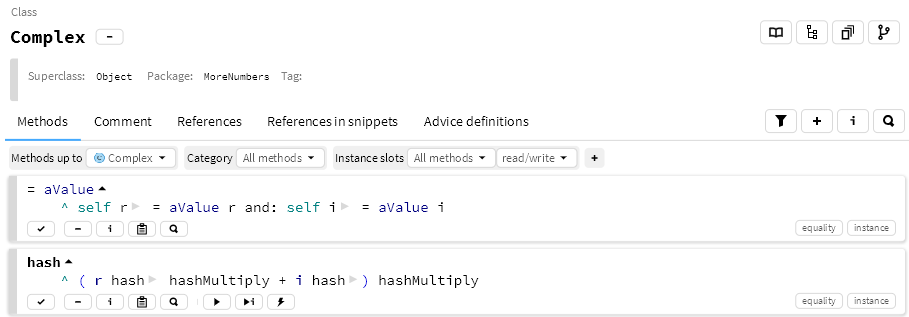 Class
Complex
Superclass: Object Package: MoreNumbers Tag:
Methods Comment References References in snippets Advice definitions
Methods up to Complex Category All methods Instance slots All methods read/write
= aValue
^ self r = aValue r and: self i = aValue i
equality instance
hash
^ ( r hash hashMultiply + i hash ) hashMultiply
equality instance